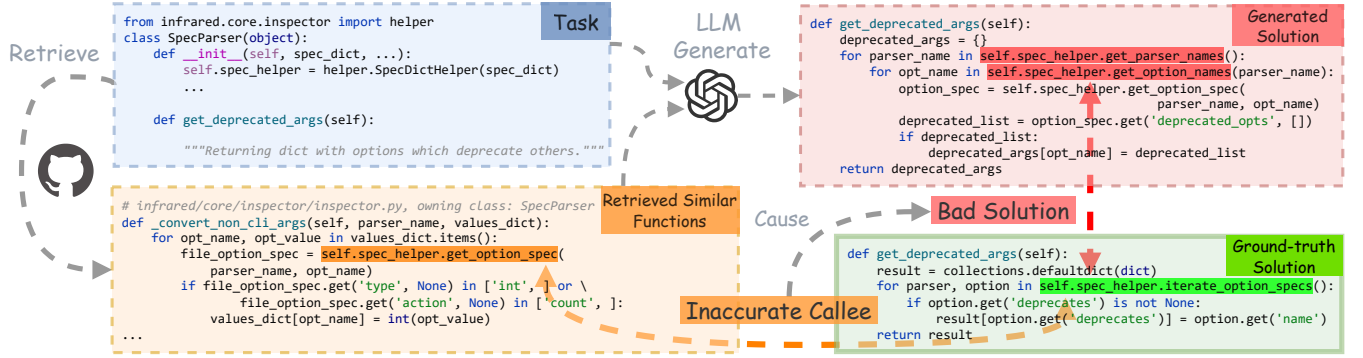 Retrieve
from infrared.core.inspector import helper
class SpecParser(object):
    def __init__(self, spec_dict, ...):
        self.spec_helper = helper.SpecDictHelper(spec_dict)
        ...
    def get_deprecated_args(self):
        """Returning dict with options which deprecate others."""
Task
LLM
Generate
Generated
Solution
def get_deprecated_args(self):
    deprecated_args = {}
    for parser_name in self.spec_helper.get_parser_names():
        for opt_name in self.spec_helper.get_option_names(parser_name):
            option_spec = self.spec_helper.get_option_spec(
                                            parser_name, opt_name)
            deprecated_list = option_spec.get('deprecated_opts', [])
            if deprecated_list:
                deprecated_args[opt_name] = deprecated_list
    return deprecated_args
Retrieved Similar
Functions
# infrared/core/inspector/inspector.py, owning class: SpecParser
def _convert_non_cli_args(self, parser_name, values_dict):
    for opt_name, opt_value in values_dict.items():
        file_option_spec = self.spec_helper.get_option_spec(
            parser_name, opt_name)
        if file_option_spec.get('type', None) in ['int', ] or \
                file_option_spec.get('action', None) in ['count', ]:
            values_dict[opt_name] = int(opt_value)
...
Cause
Bad Solution
Inaccurate Callee
Ground-truth
Solution
def get_deprecated_args(self):
    result = collections.defaultdict(dict)
    for parser, option in self.spec_helper.iterate_option_specs():
        if option.get('deprecates') is not None:
            result[option.get('deprecates')] = option.get('name')
    return result